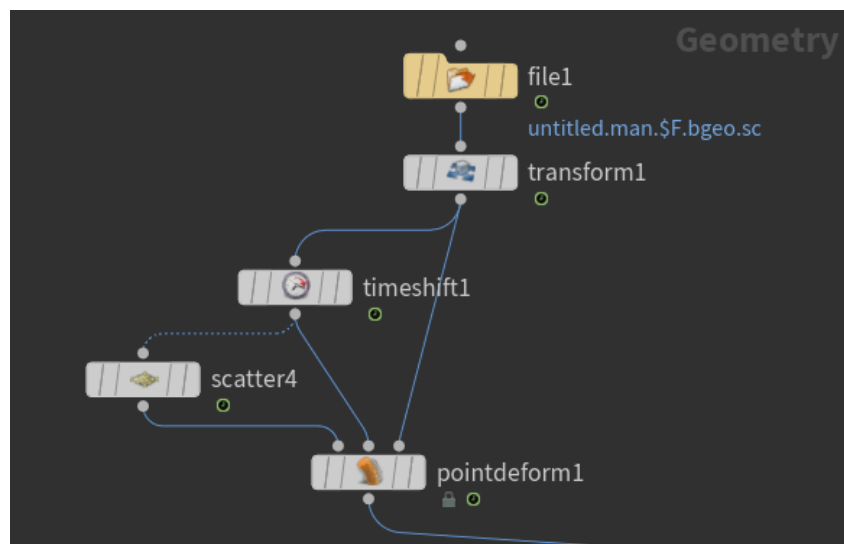 Geometry
file1
untitled.man.$F.bgeo.sc
transform1
timeshift1
scatter4
pointdeform1